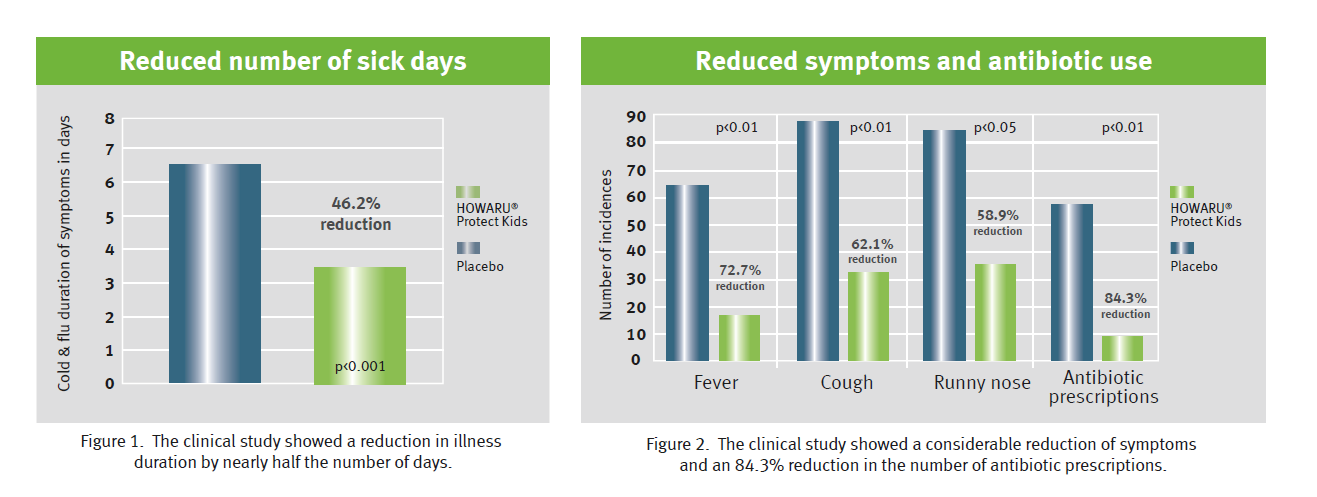 Reduced number of sick days
Cold & flu duration of symptoms in days
8
7
6
5
4
3
2
1
0
46.2%
reduction
p<0.001
HOWARU®
Protect Kids
Placebo
Figure 1. The clinical study showed a reduction in illness
duration by nearly half the number of days.
Reduced symptoms and antibiotic use
Number of incidences
90
80
70
60
50
40
30
20
10
0
p<0.01
p<0.01
p<0.05
p<0.01
72.7%
reduction
62.1%
reduction
58.9%
reduction
84.3%
reduction
Fever
Cough
Runny nose
Antibiotic
prescriptions
HOWARU®
Protect Kids
Placebo
Figure 2. The clinical study showed a considerable reduction of symptoms
and an 84.3% reduction in the number of antibiotic prescriptions.